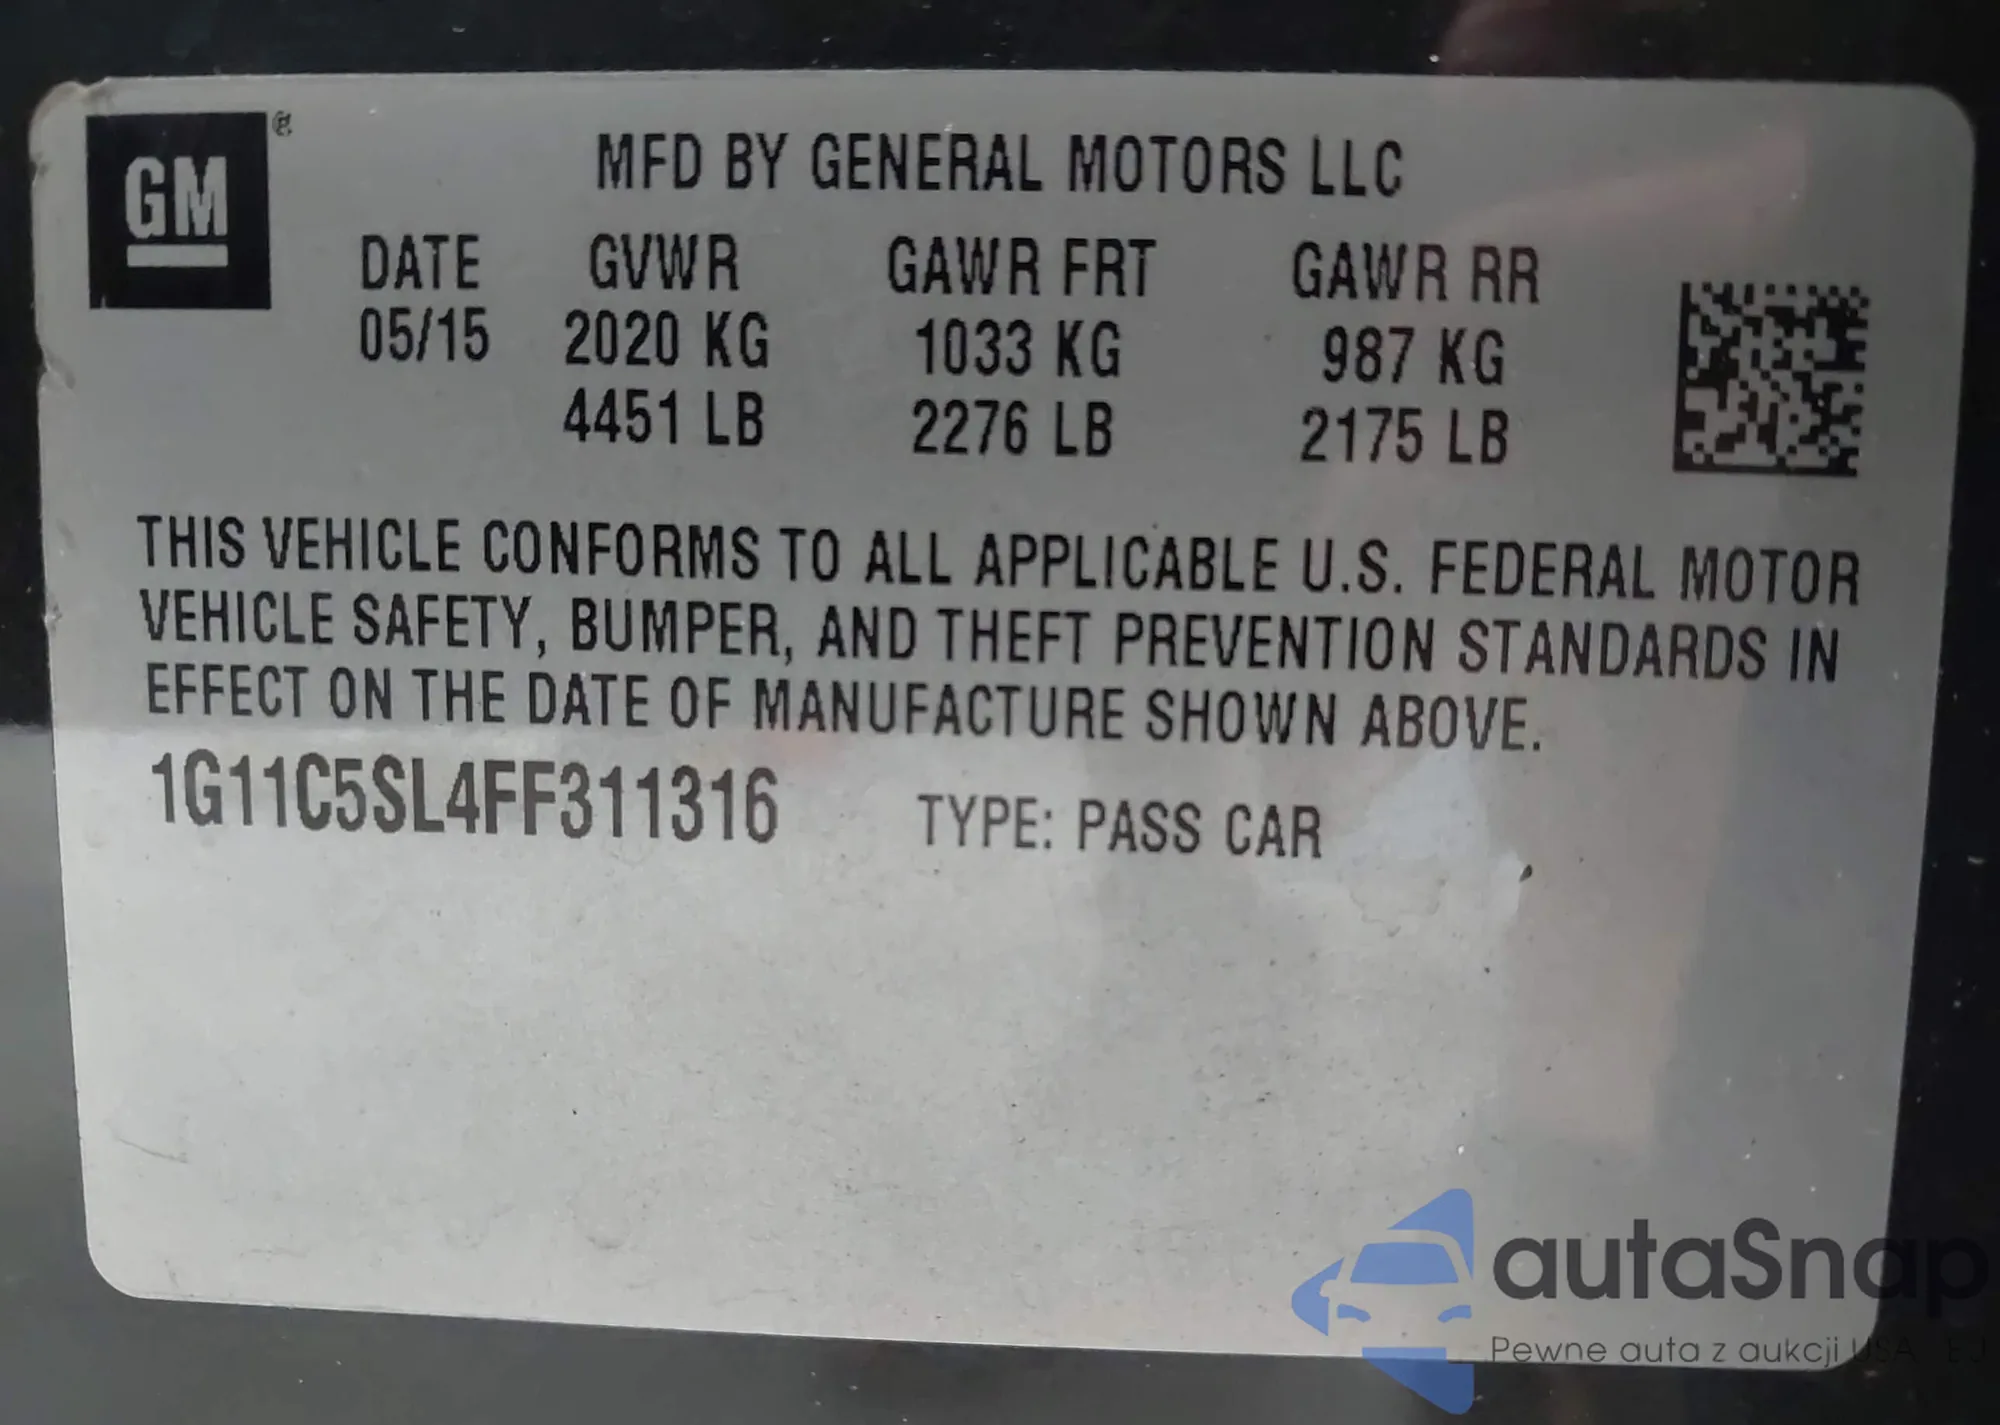 GM
MFD BY GENERAL MOTORS LLC
DATE GVWR GAWR FRT GAWR RR
05/15 2020 KG 1033 KG 987 KG
4451 LB 2276 LB 2175 LB
THIS VEHICLE CONFORMS TO ALL APPLICABLE U.S. FEDERAL MOTOR
VEHICLE SAFETY, BUMPER, AND THEFT PREVENTION STANDARDS IN
EFFECT ON THE DATE OF MANUFACTURE SHOWN ABOVE.
1G11C5SL4FF311316 TYPE: PASS CAR
autaSnap
Pewne auta z aukcji USA